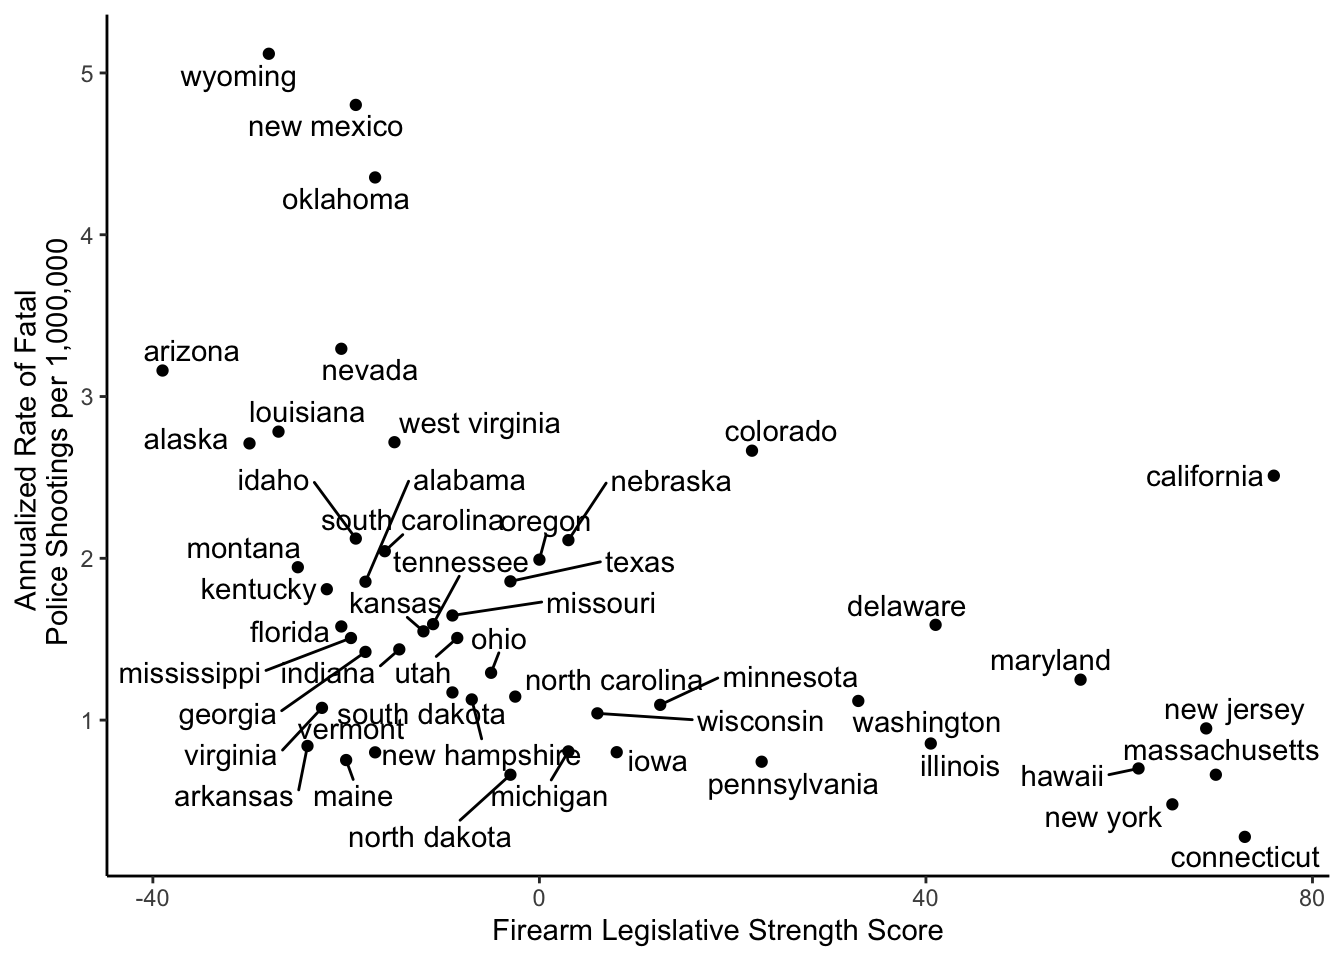 5
4
3
2
1
Annualized Rate of Fatal
Police Shootings per 1,000,000
wyoming
new mexico
oklahoma
arizona
nevada
louisiana
west virginia
alaska
colorado
california
idaho
alabama
nebraska
south carolina
oregon
montana
tennessee
texas
kentucky
kansas
missouri
delaware
florida
ohio
maryland
mississippi
indiana
utah
north carolina
minnesota
georgia
south dakota
wisconsin
washington
new jersey
vermont
virginia
new hampshire
iowa
illinois
massachusetts
hawaii
arkansas
maine
michigan
pennsylvania
new york
north dakota
connecticut
-40
0
40
80
Firearm Legislative Strength Score